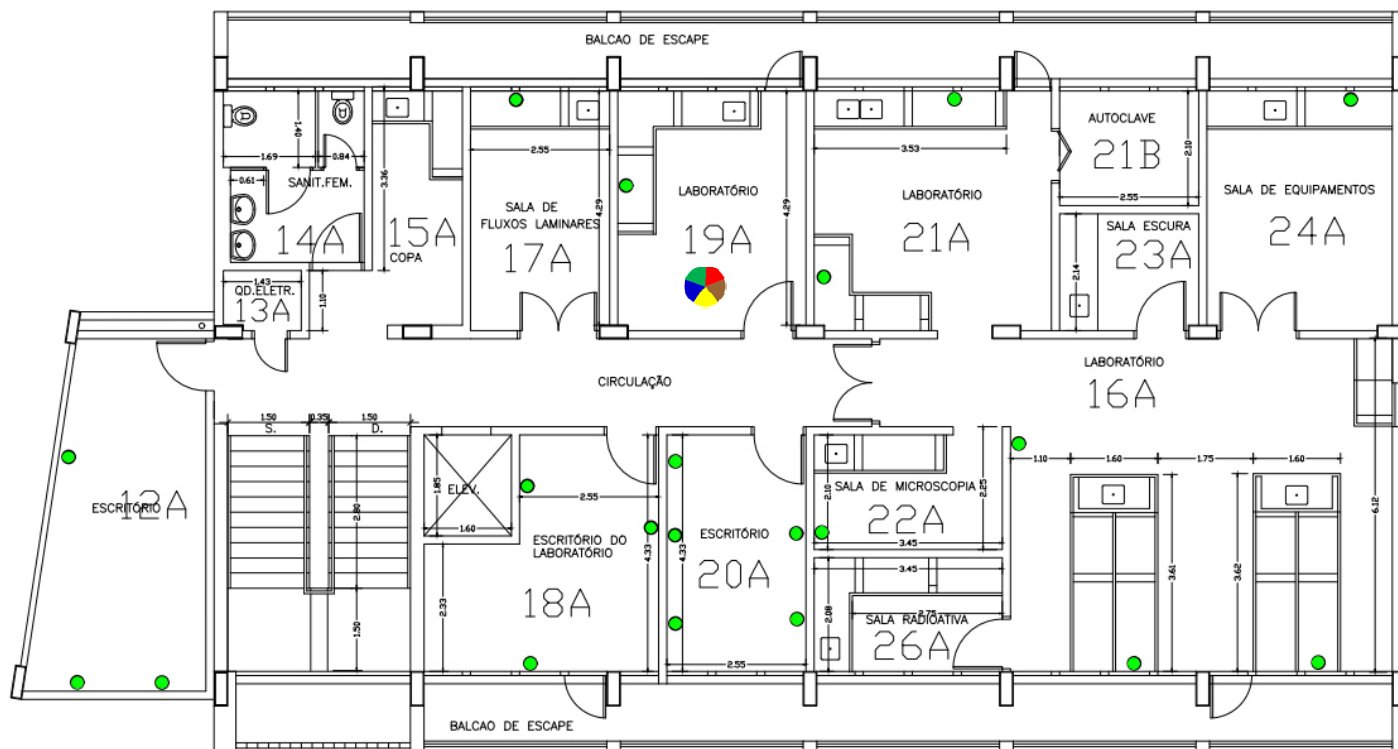 BALCAO DE ESCAPE
1.40
1.69
0.84
0.61
SANIT.FEM.
14A
3.36
15A
COPA
2.55
SALA DE
FLUXOS LAMINARES
17A
4.29
LABORATÓRIO
19A
4.29
3.53
LABORATÓRIO
21A
AUTOCLAVE
21B
2.10
2.55
SALA ESCURA
23A
2.14
SALA DE EQUIPAMENTOS
24A
1.43
QD.ELETR.
13A
1.10
CIRCULAÇÃO
LABORATÓRIO
16A
ESCRITÓRIO
12A
1.50
0.35
1.50
S.
D.
2.80
1.50
ELEV.
1.85
1.60
2.33
2.55
ESCRITÓRIO DO
LABORATÓRIO
18A
4.33
4.33
ESCRITÓRIO
20A
2.55
2.10
SALA DE MICROSCOPIA
22A
2.25
3.45
3.45
2.08
2.75
SALA RADIOATIVA
26A
1.10
1.60
1.75
1.60
3.61
3.62
6.12
BALCAO DE ESCAPE